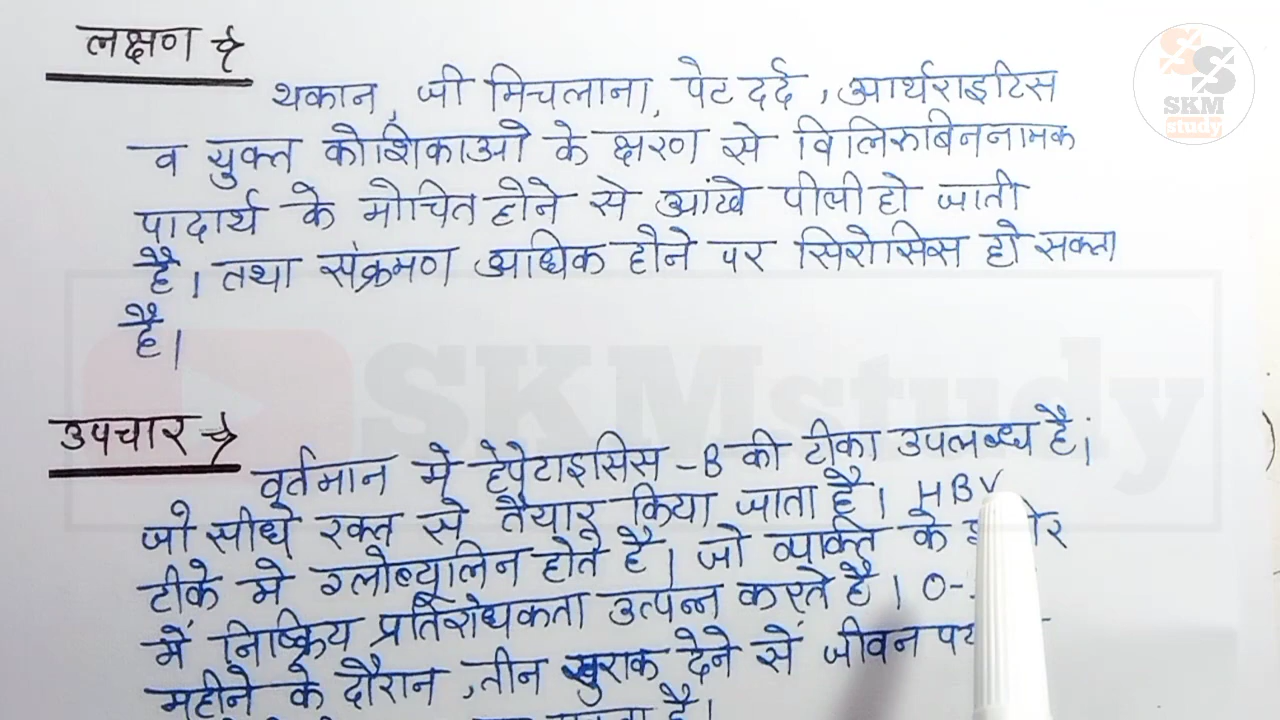 लक्षण →
थकान, जी मिचलाना, पेट दर्द, आर्थराइटिस
व युक्त कोशिकाओ के क्षरण से विलिरुबिननामक
पादार्थ के मोचित होने से आंखे पीली हो जाती
है। तथा संक्रमण अधिक होने पर सिरोसिस हो सक्ता
है।
उपचार →
वर्तमान मे हेपेटाइसिस -B की टीका उपलब्ध है।
जो सीधे रक्त से तैयार किया जाता है। HBV
टीके मे ग्लोब्यूलिन होते है। जो व्यक्ति के
में निष्क्रिय प्रतिरोधकता उत्पन्न करते है। 0-
महीने के दौरान, तीन खुराक देने से जीवन
है।
SKM
study
SKMstudy